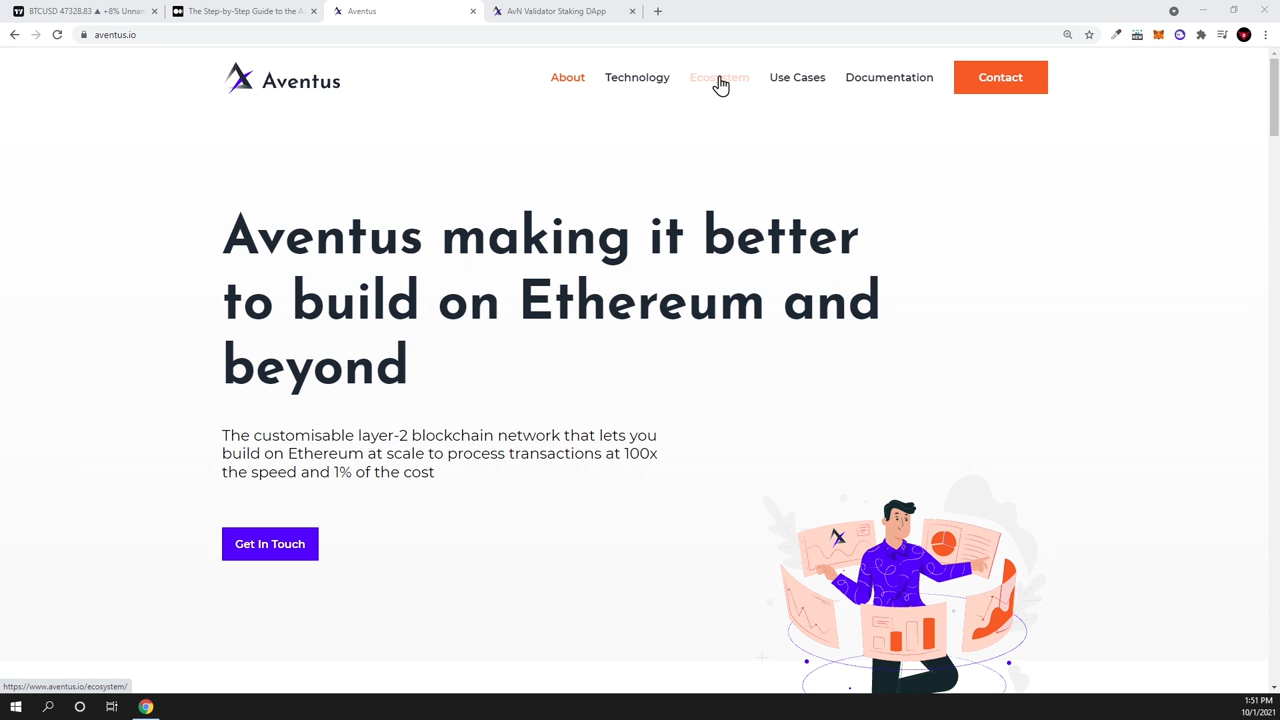 BTCUSD 47328.83 ▲ +8% Unnam
The Step-by-Step Guide to the A
Aventus
AvN Validator Staking DApp
aventus.io
Aventus
About
Technology
Ecosystem
Use Cases
Documentation
Contact
Aventus making it better
to build on Ethereum and
beyond
The customisable layer-2 blockchain network that lets you
build on Ethereum at scale to process transactions at 100x
the speed and 1% of the cost
Get In Touch
https://www.aventus.io/ecosystem/
1:51 PM
10/1/2021